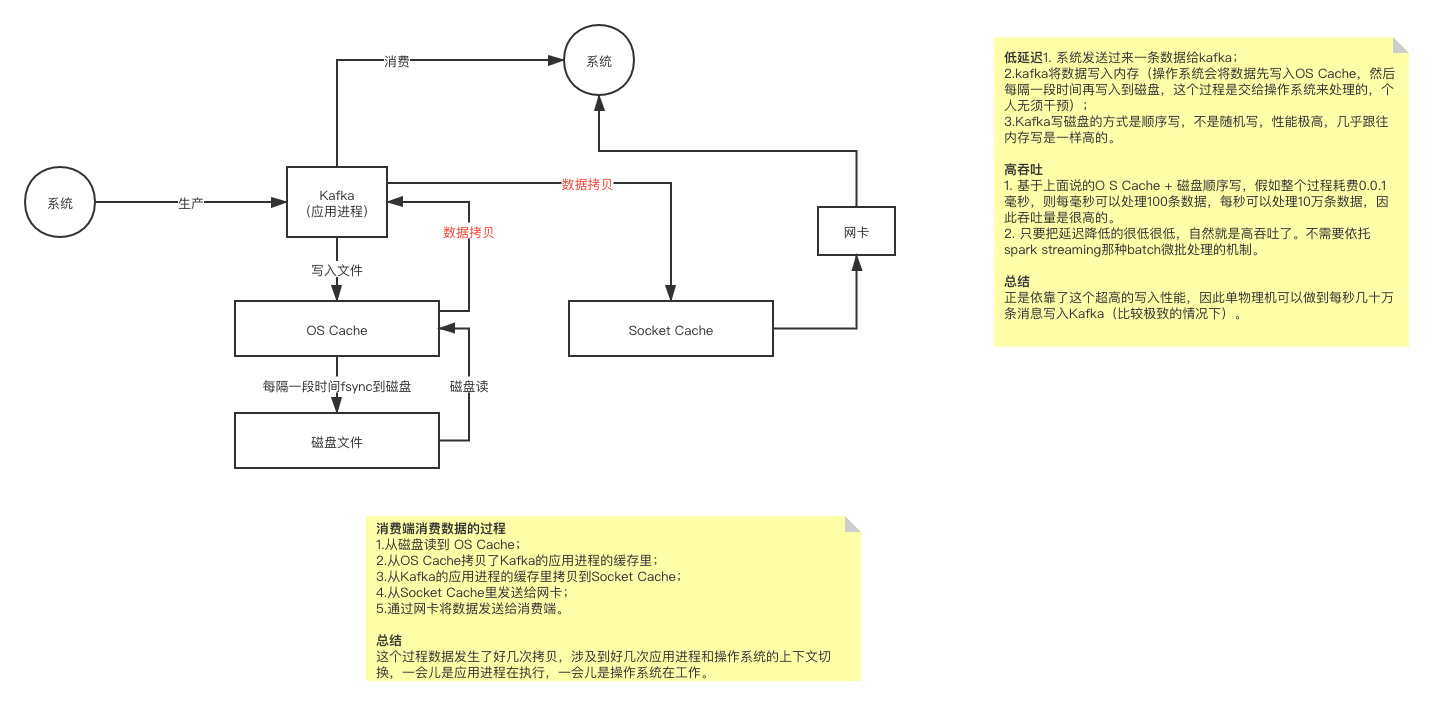 消费
系统
低延迟1. 系统发送过来一条数据给kafka；
2.kafka将数据写入内存（操作系统会将数据先写入OS Cache，然后
每隔一段时间再写入到磁盘，这个过程是交给操作系统来处理的，个
人无须干预）；
3.Kafka写磁盘的方式是顺序写，不是随机写，性能极高，几乎跟往
内存写是一样高的。
高吞吐
1. 基于上面说的O S Cache + 磁盘顺序写，假如整个过程耗费0.0.1
毫秒，则每毫秒可以处理100条数据，每秒可以处理10万条数据，因
此吞吐量是很高的。
2. 只要把延迟降低的很低很低，自然就是高吞吐了。不需要依托
spark streaming那种batch微批处理的机制。
总结
正是依靠了这个超高的写入性能，因此单物理机可以做到每秒几十万
条消息写入Kafka（比较极致的情况下）。
系统
生产
Kafka
（应用进程）
数据拷贝
数据拷贝
网卡
写入文件
OS Cache
Socket Cache
每隔一段时间fsync到磁盘
磁盘读
磁盘文件
消费端消费数据的过程
1.从磁盘读到 OS Cache；
2.从OS Cache拷贝了Kafka的应用进程的缓存里；
3.从Kafka的应用进程的缓存里拷贝到Socket Cache；
4.从Socket Cache里发送给网卡；
5.通过网卡将数据发送给消费端。
总结
这个过程数据发生了好几次拷贝，涉及到好几次应用进程和操作系统的上下文切
换，一会儿是应用进程在执行，一会儿是操作系统在工作。